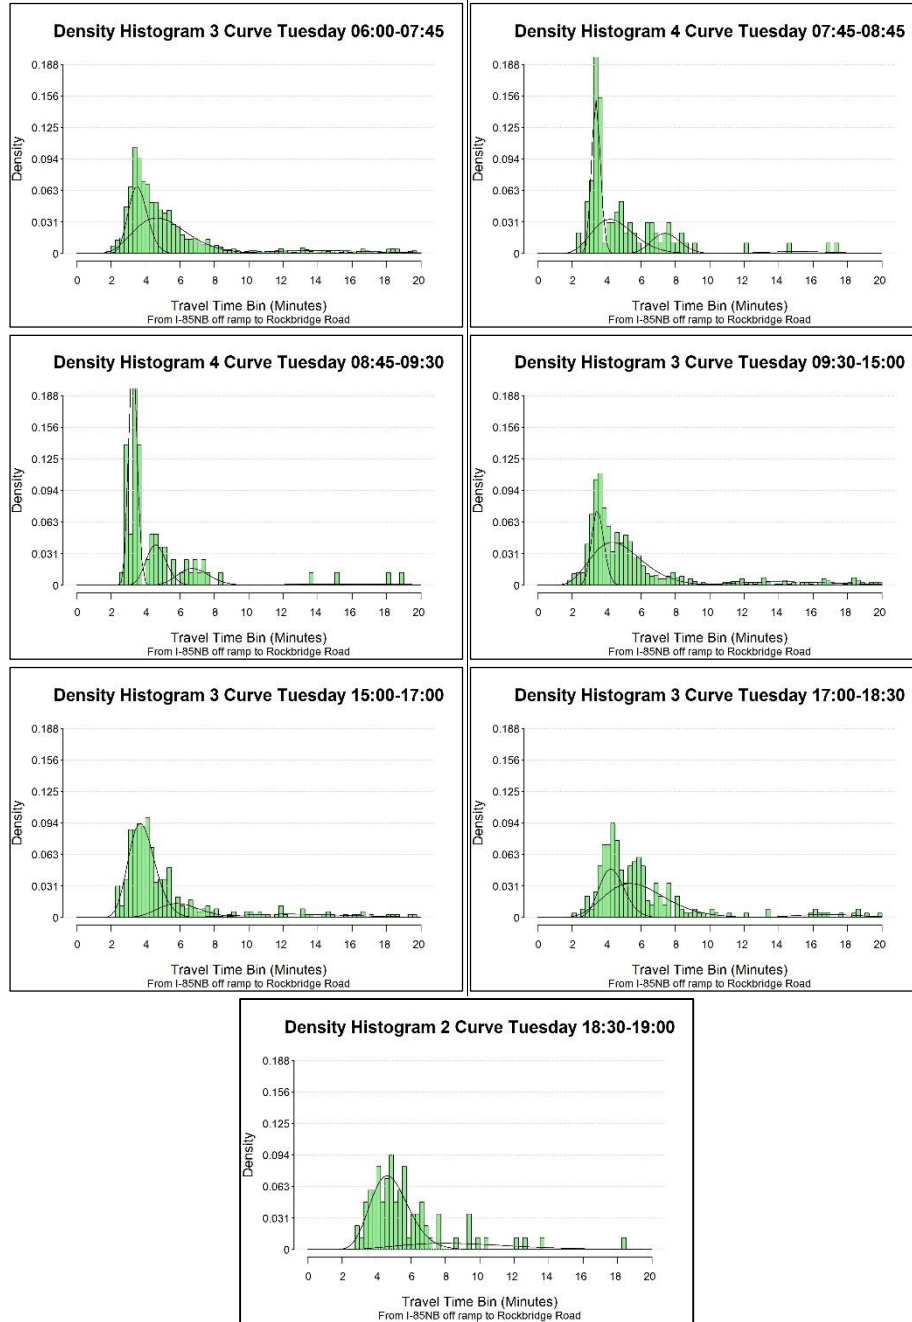 Density Histogram 3 Curve Tuesday 06:00-07:45
0.188
0.156
0.125
0.094
0.063
0.031
0
Density
0 2 4 6 8 10 12 14 16 18 20
Travel Time Bin (Minutes)
From I-85NB off ramp to Rockbridge Road
Density Histogram 4 Curve Tuesday 07:45-08:45
0.188
0.156
0.125
0.094
0.063
0.031
0
Density
0 2 4 6 8 10 12 14 16 18 20
Travel Time Bin (Minutes)
From I-85NB off ramp to Rockbridge Road
Density Histogram 4 Curve Tuesday 08:45-09:30
0.188
0.156
0.125
0.094
0.063
0.031
0
Density
0 2 4 6 8 10 12 14 16 18 20
Travel Time Bin (Minutes)
From I-85NB off ramp to Rockbridge Road
Density Histogram 3 Curve Tuesday 09:30-15:00
0.188
0.156
0.125
0.094
0.063
0.031
0
Density
0 2 4 6 8 10 12 14 16 18 20
Travel Time Bin (Minutes)
From I-85NB off ramp to Rockbridge Road
Density Histogram 3 Curve Tuesday 15:00-17:00
0.188
0.156
0.125
0.094
0.063
0.031
0
Density
0 2 4 6 8 10 12 14 16 18 20
Travel Time Bin (Minutes)
From I-85NB off ramp to Rockbridge Road
Density Histogram 3 Curve Tuesday 17:00-18:30
0.188
0.156
0.125
0.094
0.063
0.031
0
Density
0 2 4 6 8 10 12 14 16 18 20
Travel Time Bin (Minutes)
From I-85NB off ramp to Rockbridge Road
Density Histogram 2 Curve Tuesday 18:30-19:00
0.188
0.156
0.125
0.094
0.063
0.031
0
Density
0 2 4 6 8 10 12 14 16 18 20
Travel Time Bin (Minutes)
From I-85NB off ramp to Rockbridge Road